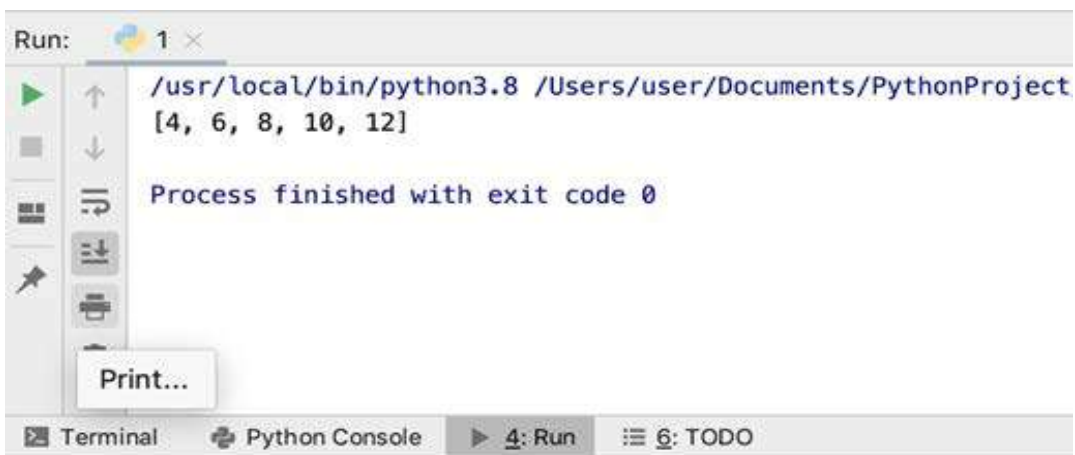 Run: 1
/usr/local/bin/python3.8 /Users/user/Documents/PythonProject
[4, 6, 8, 10, 12]
Process finished with exit code 0
Print...
Terminal Python Console 4: Run 6: TODO